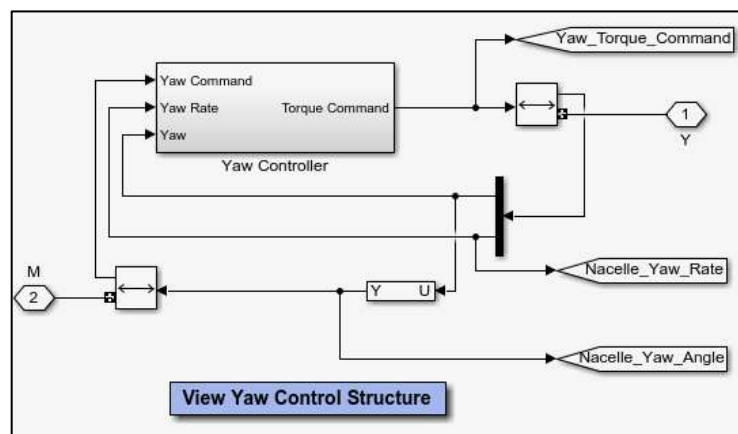 Yaw_Torque_Command
Yaw Command
Yaw Rate
Torque Command
Yaw
1
Y
Yaw Controller
Nacelle_Yaw_Rate
M
2
Y
U
Nacelle_Yaw_Angle
View Yaw Control Structure